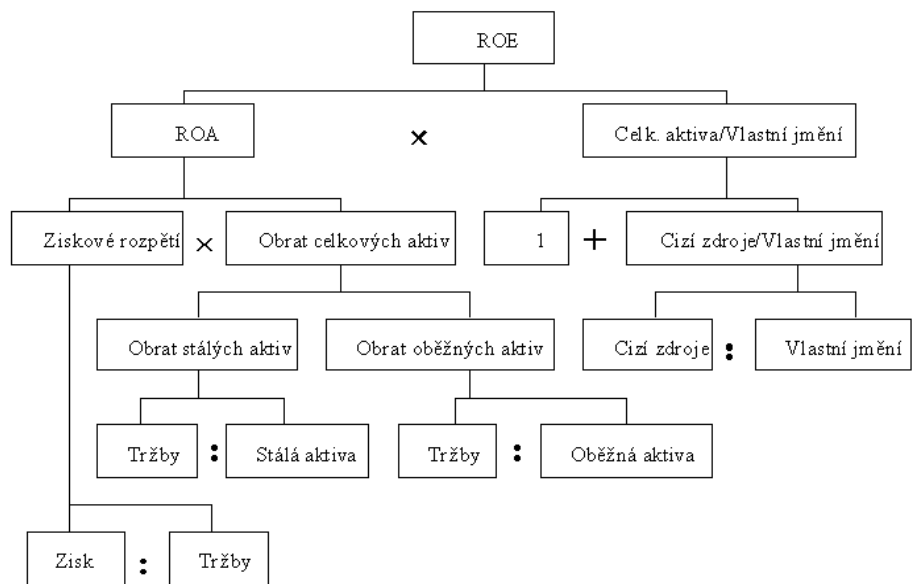 ROE
ROA × Celk. aktiva/Vlastní jmění
Ziskové rozpětí × Obrat celkových aktiv 1 + Cizí zdroje/Vlastní jmění
Obrat stálých aktiv Obrat oběžných aktiv Cizí zdroje : Vlastní jmění
Tržby : Stálá aktiva Tržby : Oběžná aktiva
Zisk : Tržby